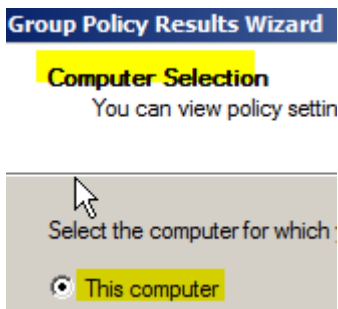 Group Policy Results Wizard
Computer Selection
You can view policy settin
Select the computer for which
This computer